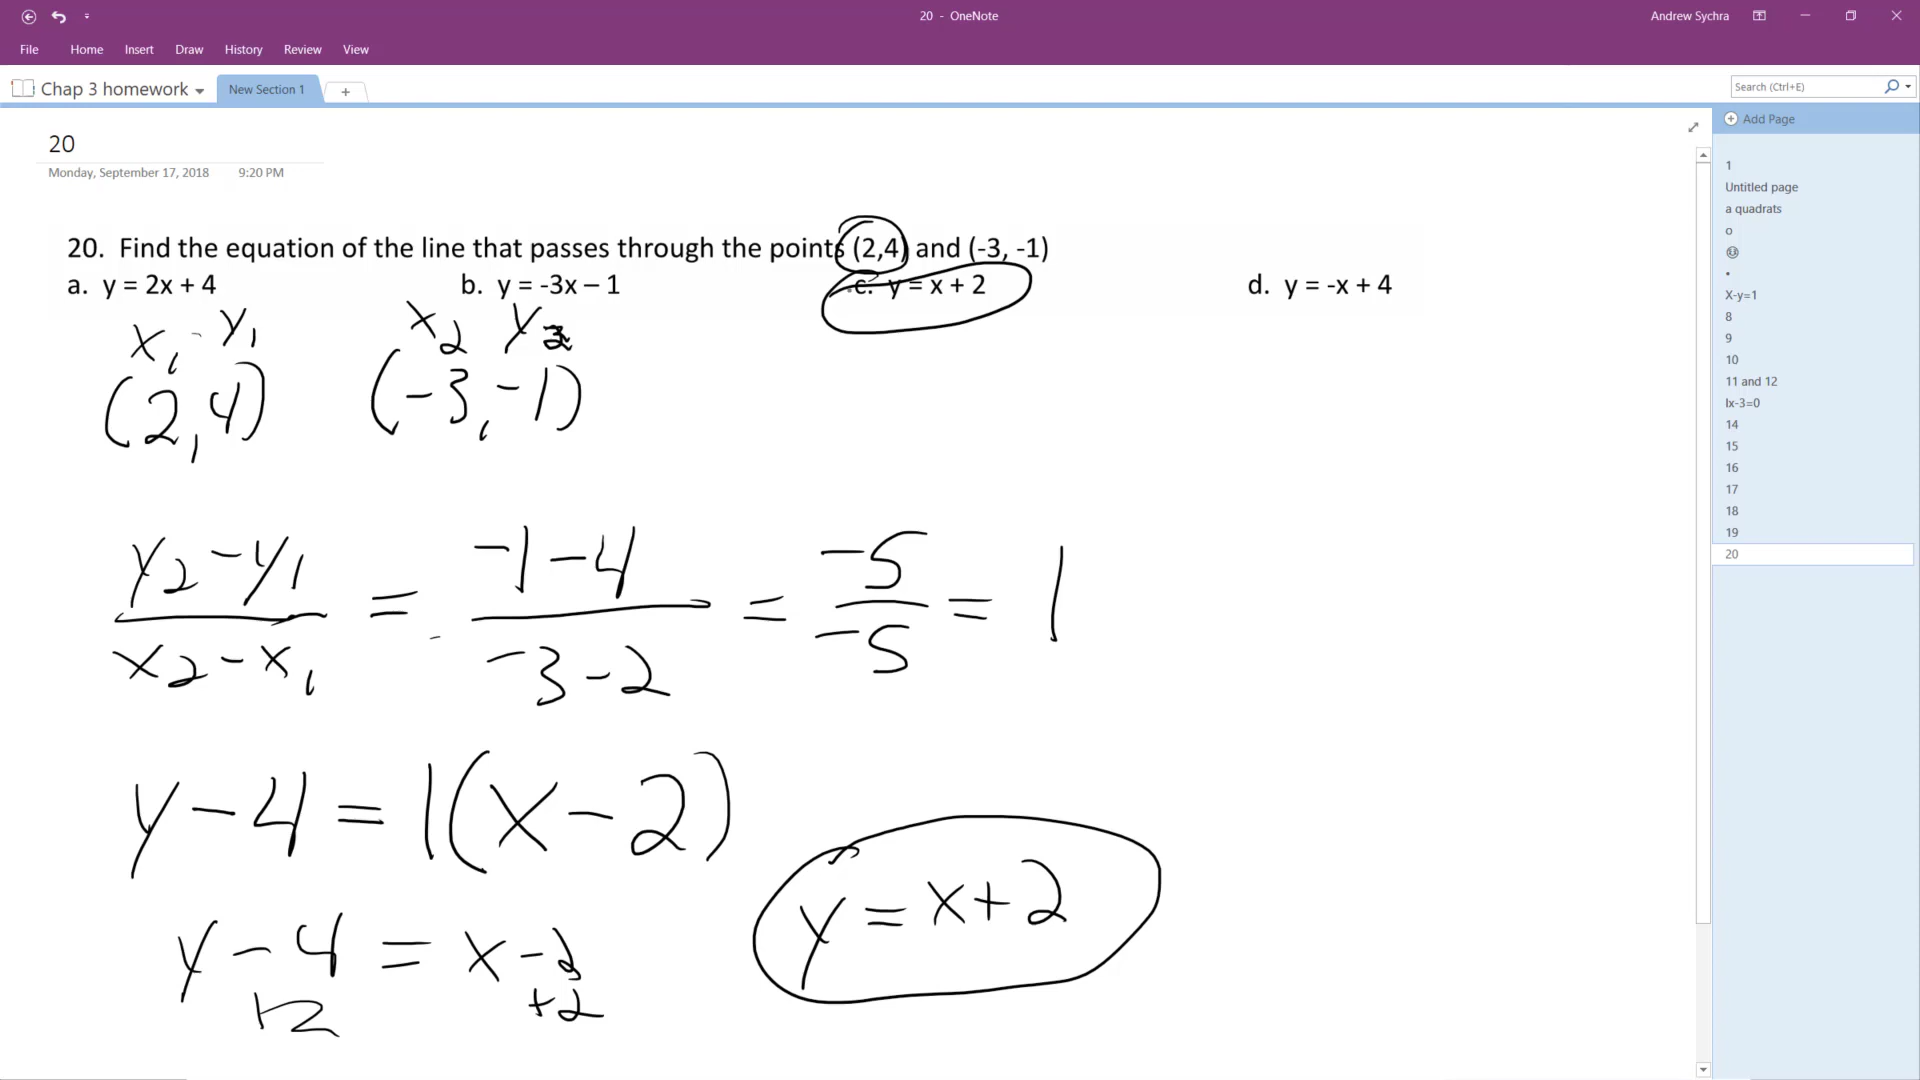 20 - OneNote
Andrew Sychra
File Home Insert Draw History Review View
Chap 3 homework
New Section 1
+
Search (Ctrl+E)
Add Page
20
Monday, September 17, 2018 9:20 PM
20. Find the equation of the line that passes through the points (2,4) and (-3, -1)
a. y = 2x + 4 b. y = -3x – 1 c. y = x + 2 d. y = -x + 4
x₁ - y₁ x₂ y₂
(2,4) (-3,-1)
y₂-y₁ / x₂-x₁ = -1-4 / -3-2 = -5 / -5 = 1
y-4=1(x-2)
y=x+2
y-4=x-2
+2 +2
1
Untitled page
a quadrats
o
•
X-y=1
8
9
10
11 and 12
lx-3=0
14
15
16
17
18
19
20